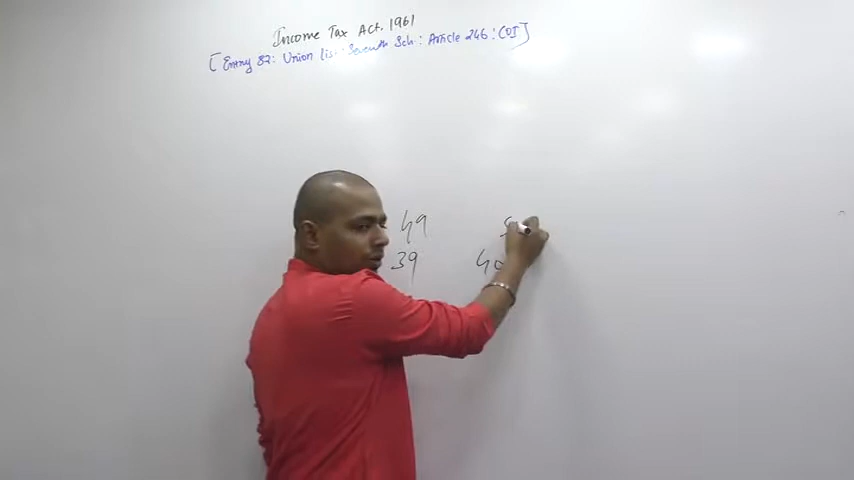 Income Tax Act, 1961
[Entry 82: Union List: Seventh Sch: Article 246: COI]
49
39 40